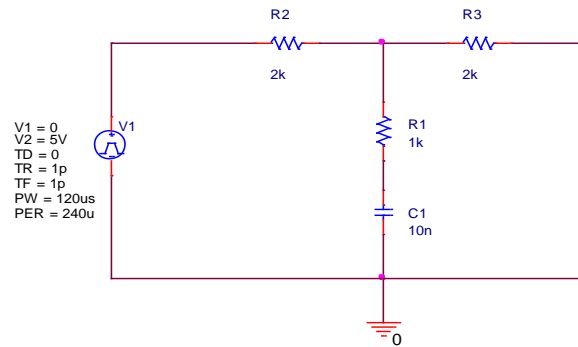 R2
R3
2k
2k
V1
V1 = 0
V2 = 5V
TD = 0
TR = 1p
TF = 1p
PW = 120us
PER = 240u
R1
1k
C1
10n
0